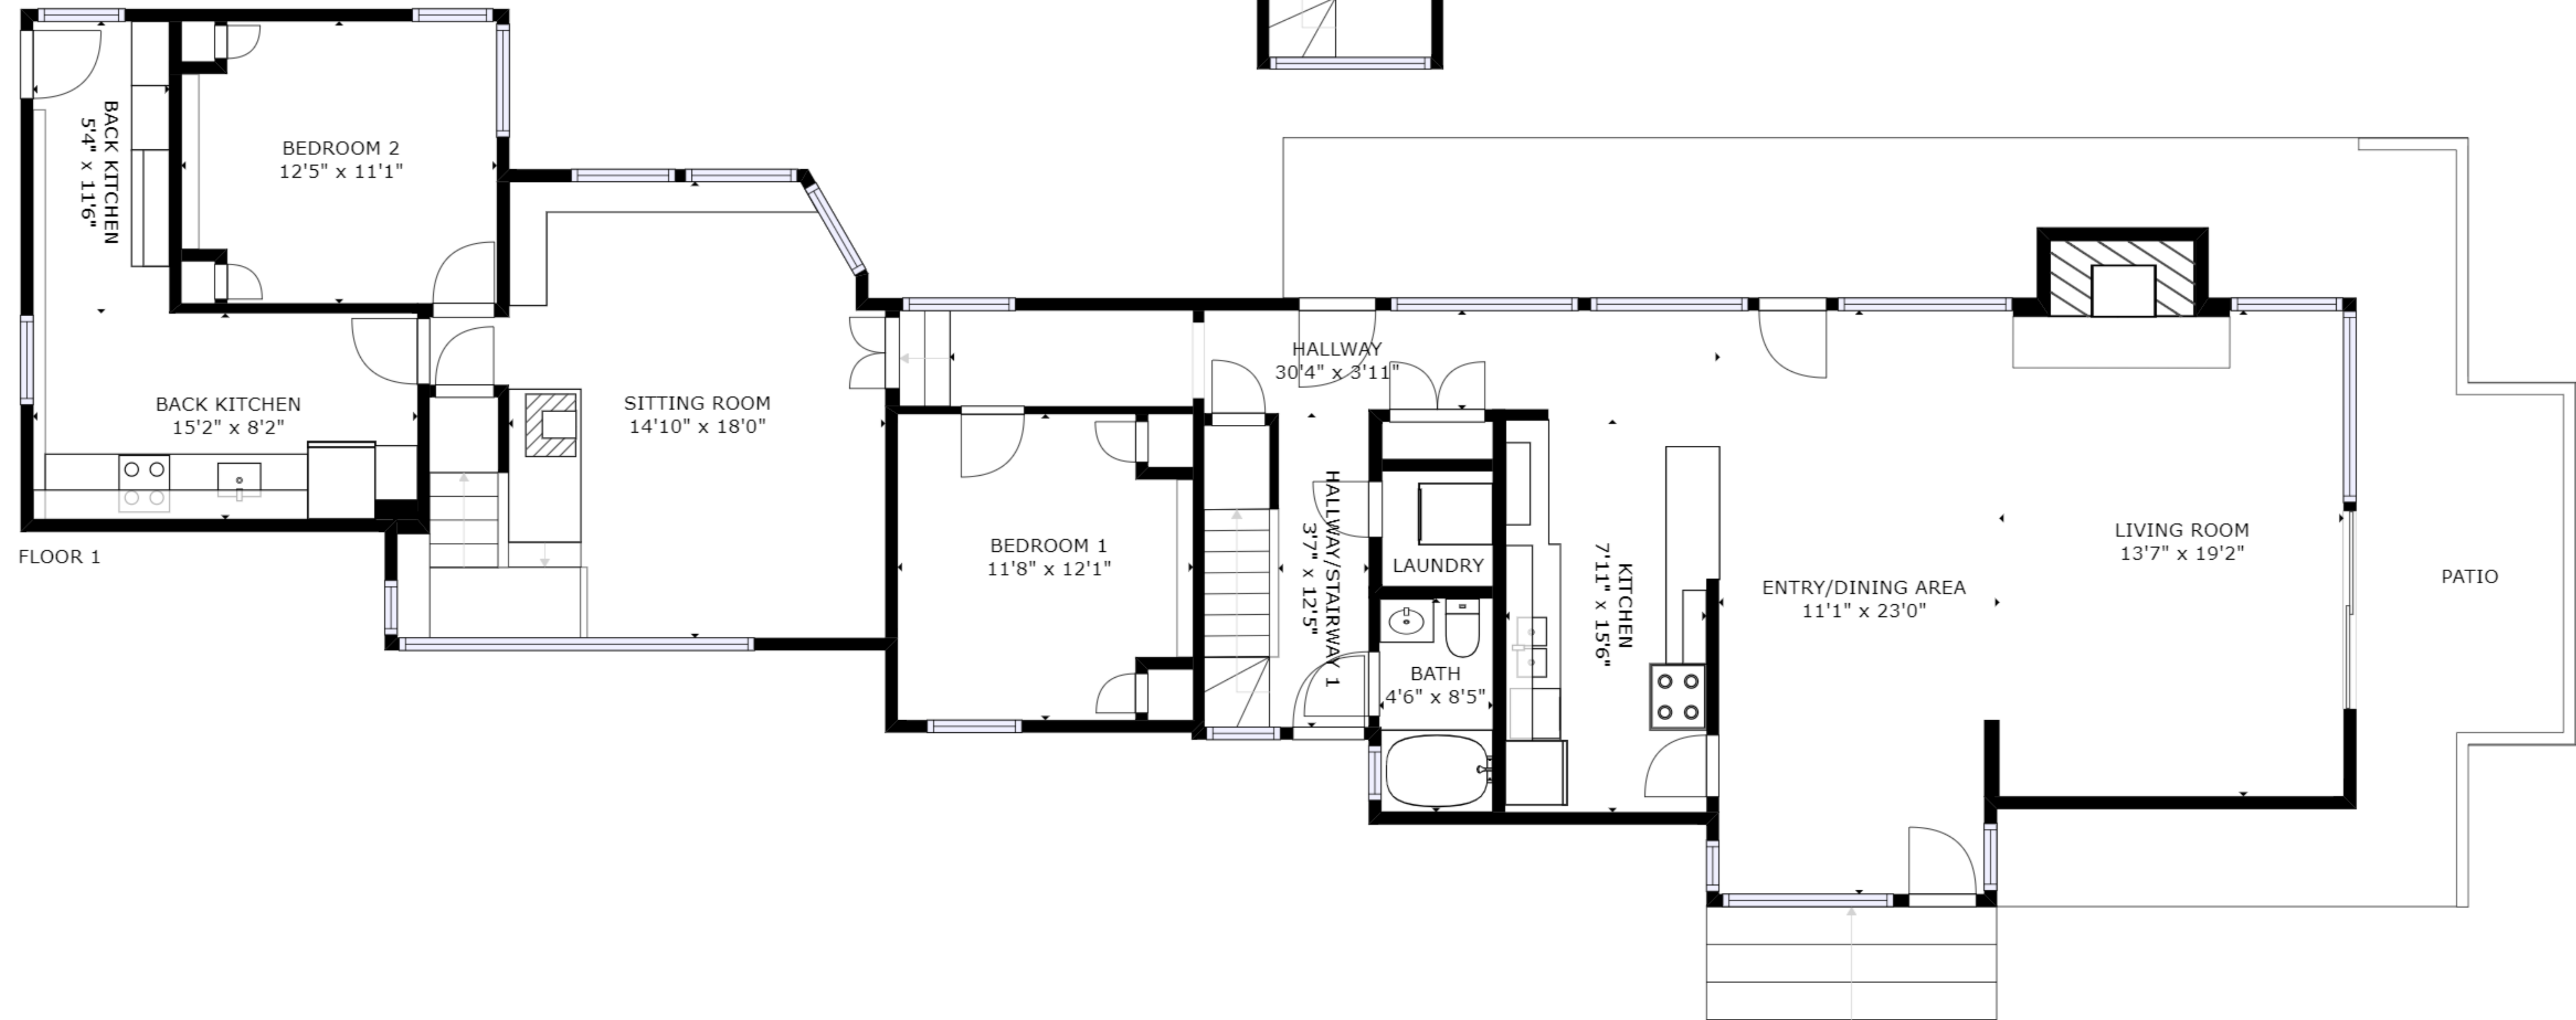 BACK KITCHEN
5'4" x 11'6"
BEDROOM 2
12'5" x 11'1"
BACK KITCHEN
15'2" x 8'2"
FLOOR 1
SITTING ROOM
14'10" x 18'0"
BEDROOM 1
11'8" x 12'1"
HALLWAY
30'4" x 3'11"
HALLWAY/STAIRWAY 1
3'7" x 12'5"
LAUNDRY
BATH
4'6" x 8'5"
KITCHEN
7'11" x 15'6"
ENTRY/DINING AREA
11'1" x 23'0"
LIVING ROOM
13'7" x 19'2"
PATIO